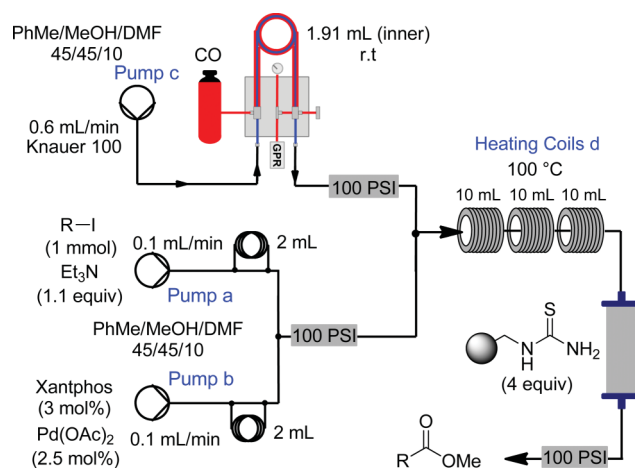 PhMe/MeOH/DMF
45/45/10
Pump c
0.6 mL/min
Knauer 100
CO
1.91 mL (inner)
r.t
GPR
100 PSI
Heating Coils d
100 °C
10 mL 10 mL 10 mL
R—I
(1 mmol)
Et₃N
(1.1 equiv)
0.1 mL/min
2 mL
Pump a
PhMe/MeOH/DMF
45/45/10
100 PSI
Pump b
Xantphos
(3 mol%)
Pd(OAc)₂
(2.5 mol%)
0.1 mL/min
2 mL
S
N
H
NH₂
(4 equiv)
O
R
OMe
100 PSI